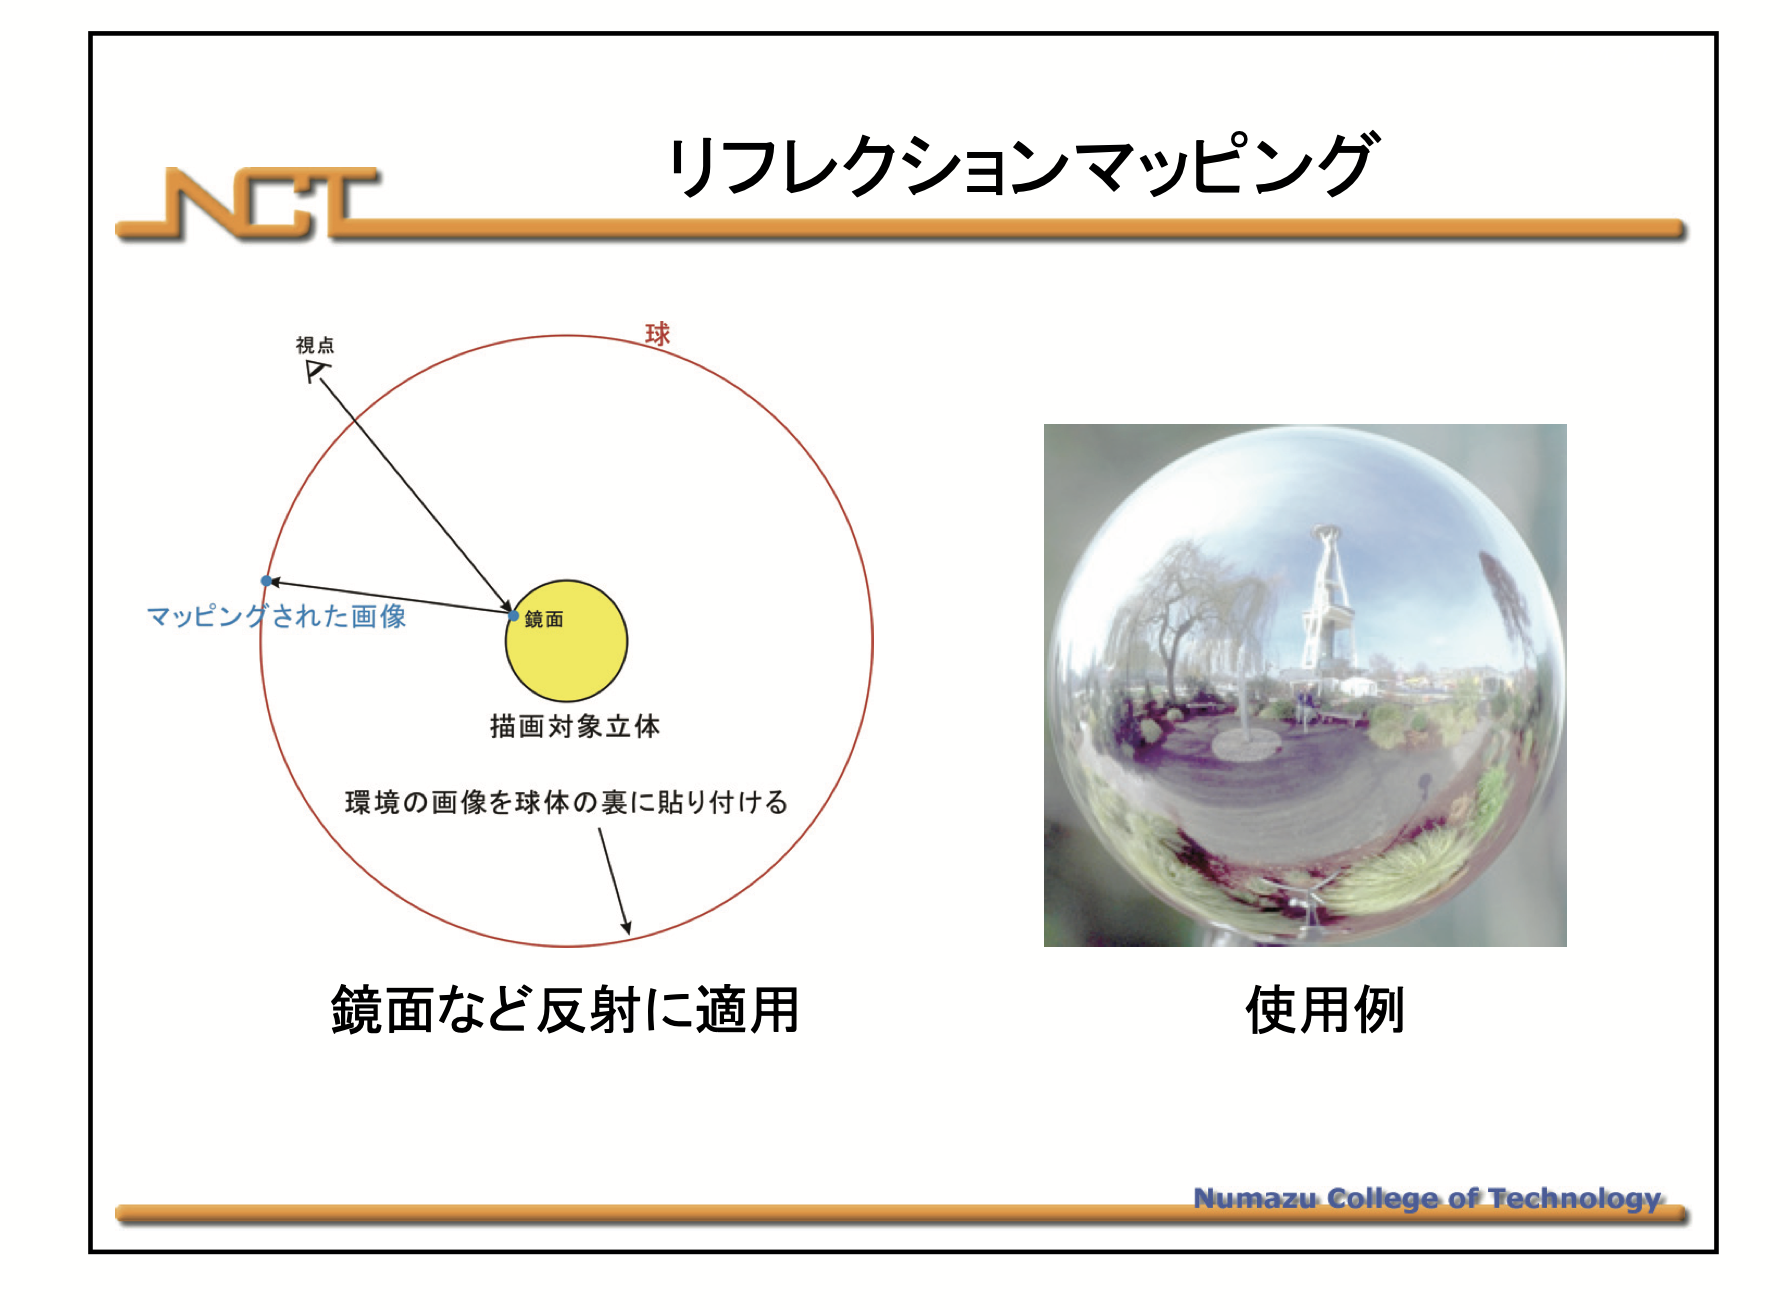 リフレクションマッピング
NCT
球
視点
マッピングされた画像
鏡面
描画対象立体
環境の画像を球体の裏に貼り付ける
鏡面など反射に適用
使用例
Numazu College of Technology